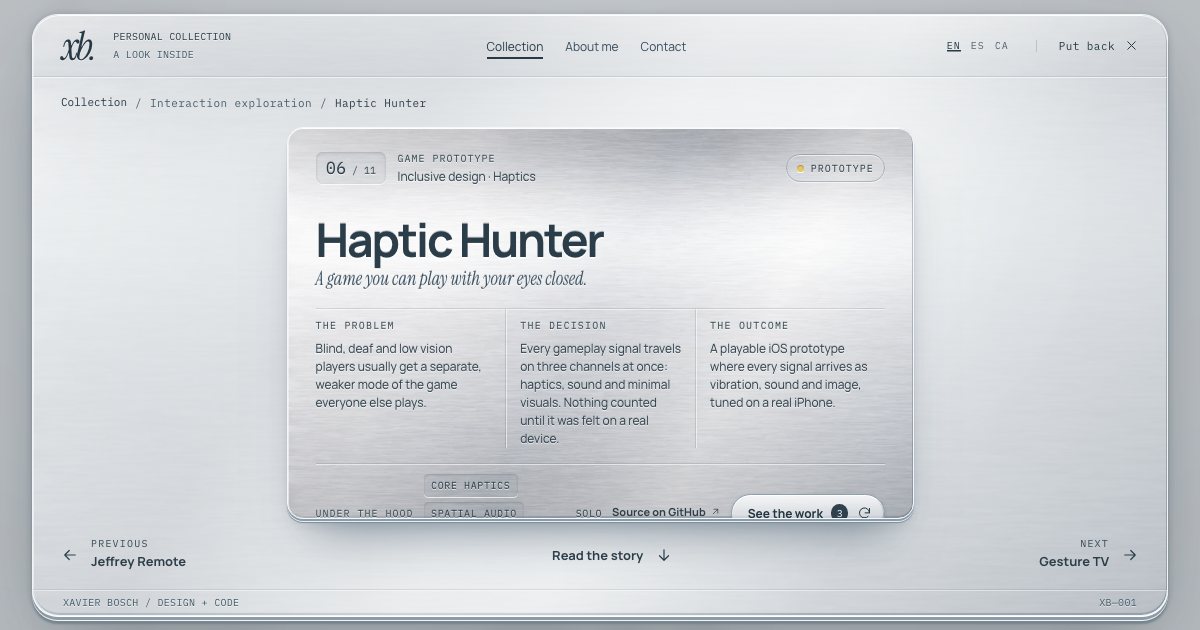 xb.
PERSONAL COLLECTION
A LOOK INSIDE
Collection
About me
Contact
EN ES CA
Put back
Collection / Interaction exploration / Haptic Hunter
06 / 11
GAME PROTOTYPE
Inclusive design · Haptics
PROTOTYPE
Haptic Hunter
A game you can play with your eyes closed.
THE PROBLEM
Blind, deaf and low vision
players usually get a separate,
weaker mode of the game
everyone else plays.
THE DECISION
Every gameplay signal travels
on three channels at once:
haptics, sound and minimal
visuals. Nothing counted
until it was felt on a real
device.
THE OUTCOME
A playable iOS prototype
where every signal arrives as
vibration, sound and image,
tuned on a real iPhone.
UNDER THE HOOD
CORE HAPTICS
SPATIAL AUDIO
SOLO
Source on GitHub ↗
See the work 3
← PREVIOUS
Jeffrey Remote
Read the story ↓
NEXT →
Gesture TV
XAVIER BOSCH / DESIGN + CODE
XB—001